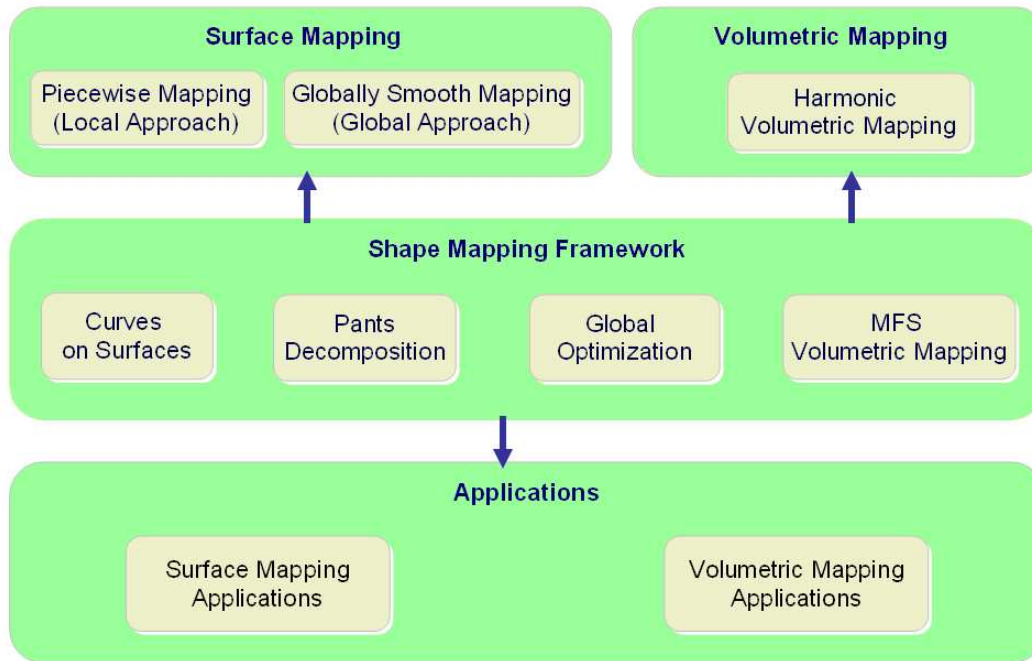 Surface Mapping
Piecewise Mapping
(Local Approach)
Globally Smooth Mapping
(Global Approach)
Volumetric Mapping
Harmonic
Volumetric Mapping
Shape Mapping Framework
Curves
on Surfaces
Pants
Decomposition
Global
Optimization
MFS
Volumetric Mapping
Applications
Surface Mapping
Applications
Volumetric Mapping
Applications